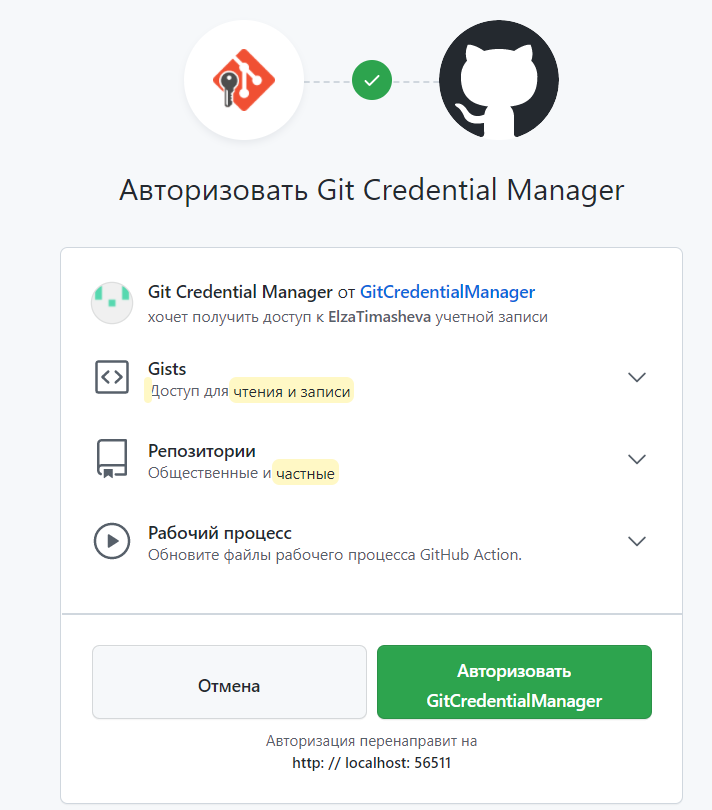 Авторизовать Git Credential Manager
Git Credential Manager от GitCredentialManager
хочет получить доступ к ElzaTimasheva учетной записи
Gists
Доступ для чтения и записи
Репозитории
Общественные и частные
Рабочий процесс
Обновите файлы рабочего процесса GitHub Action.
Отмена
Авторизовать
GitCredentialManager
Авторизация перенаправит на
http: // localhost: 56511